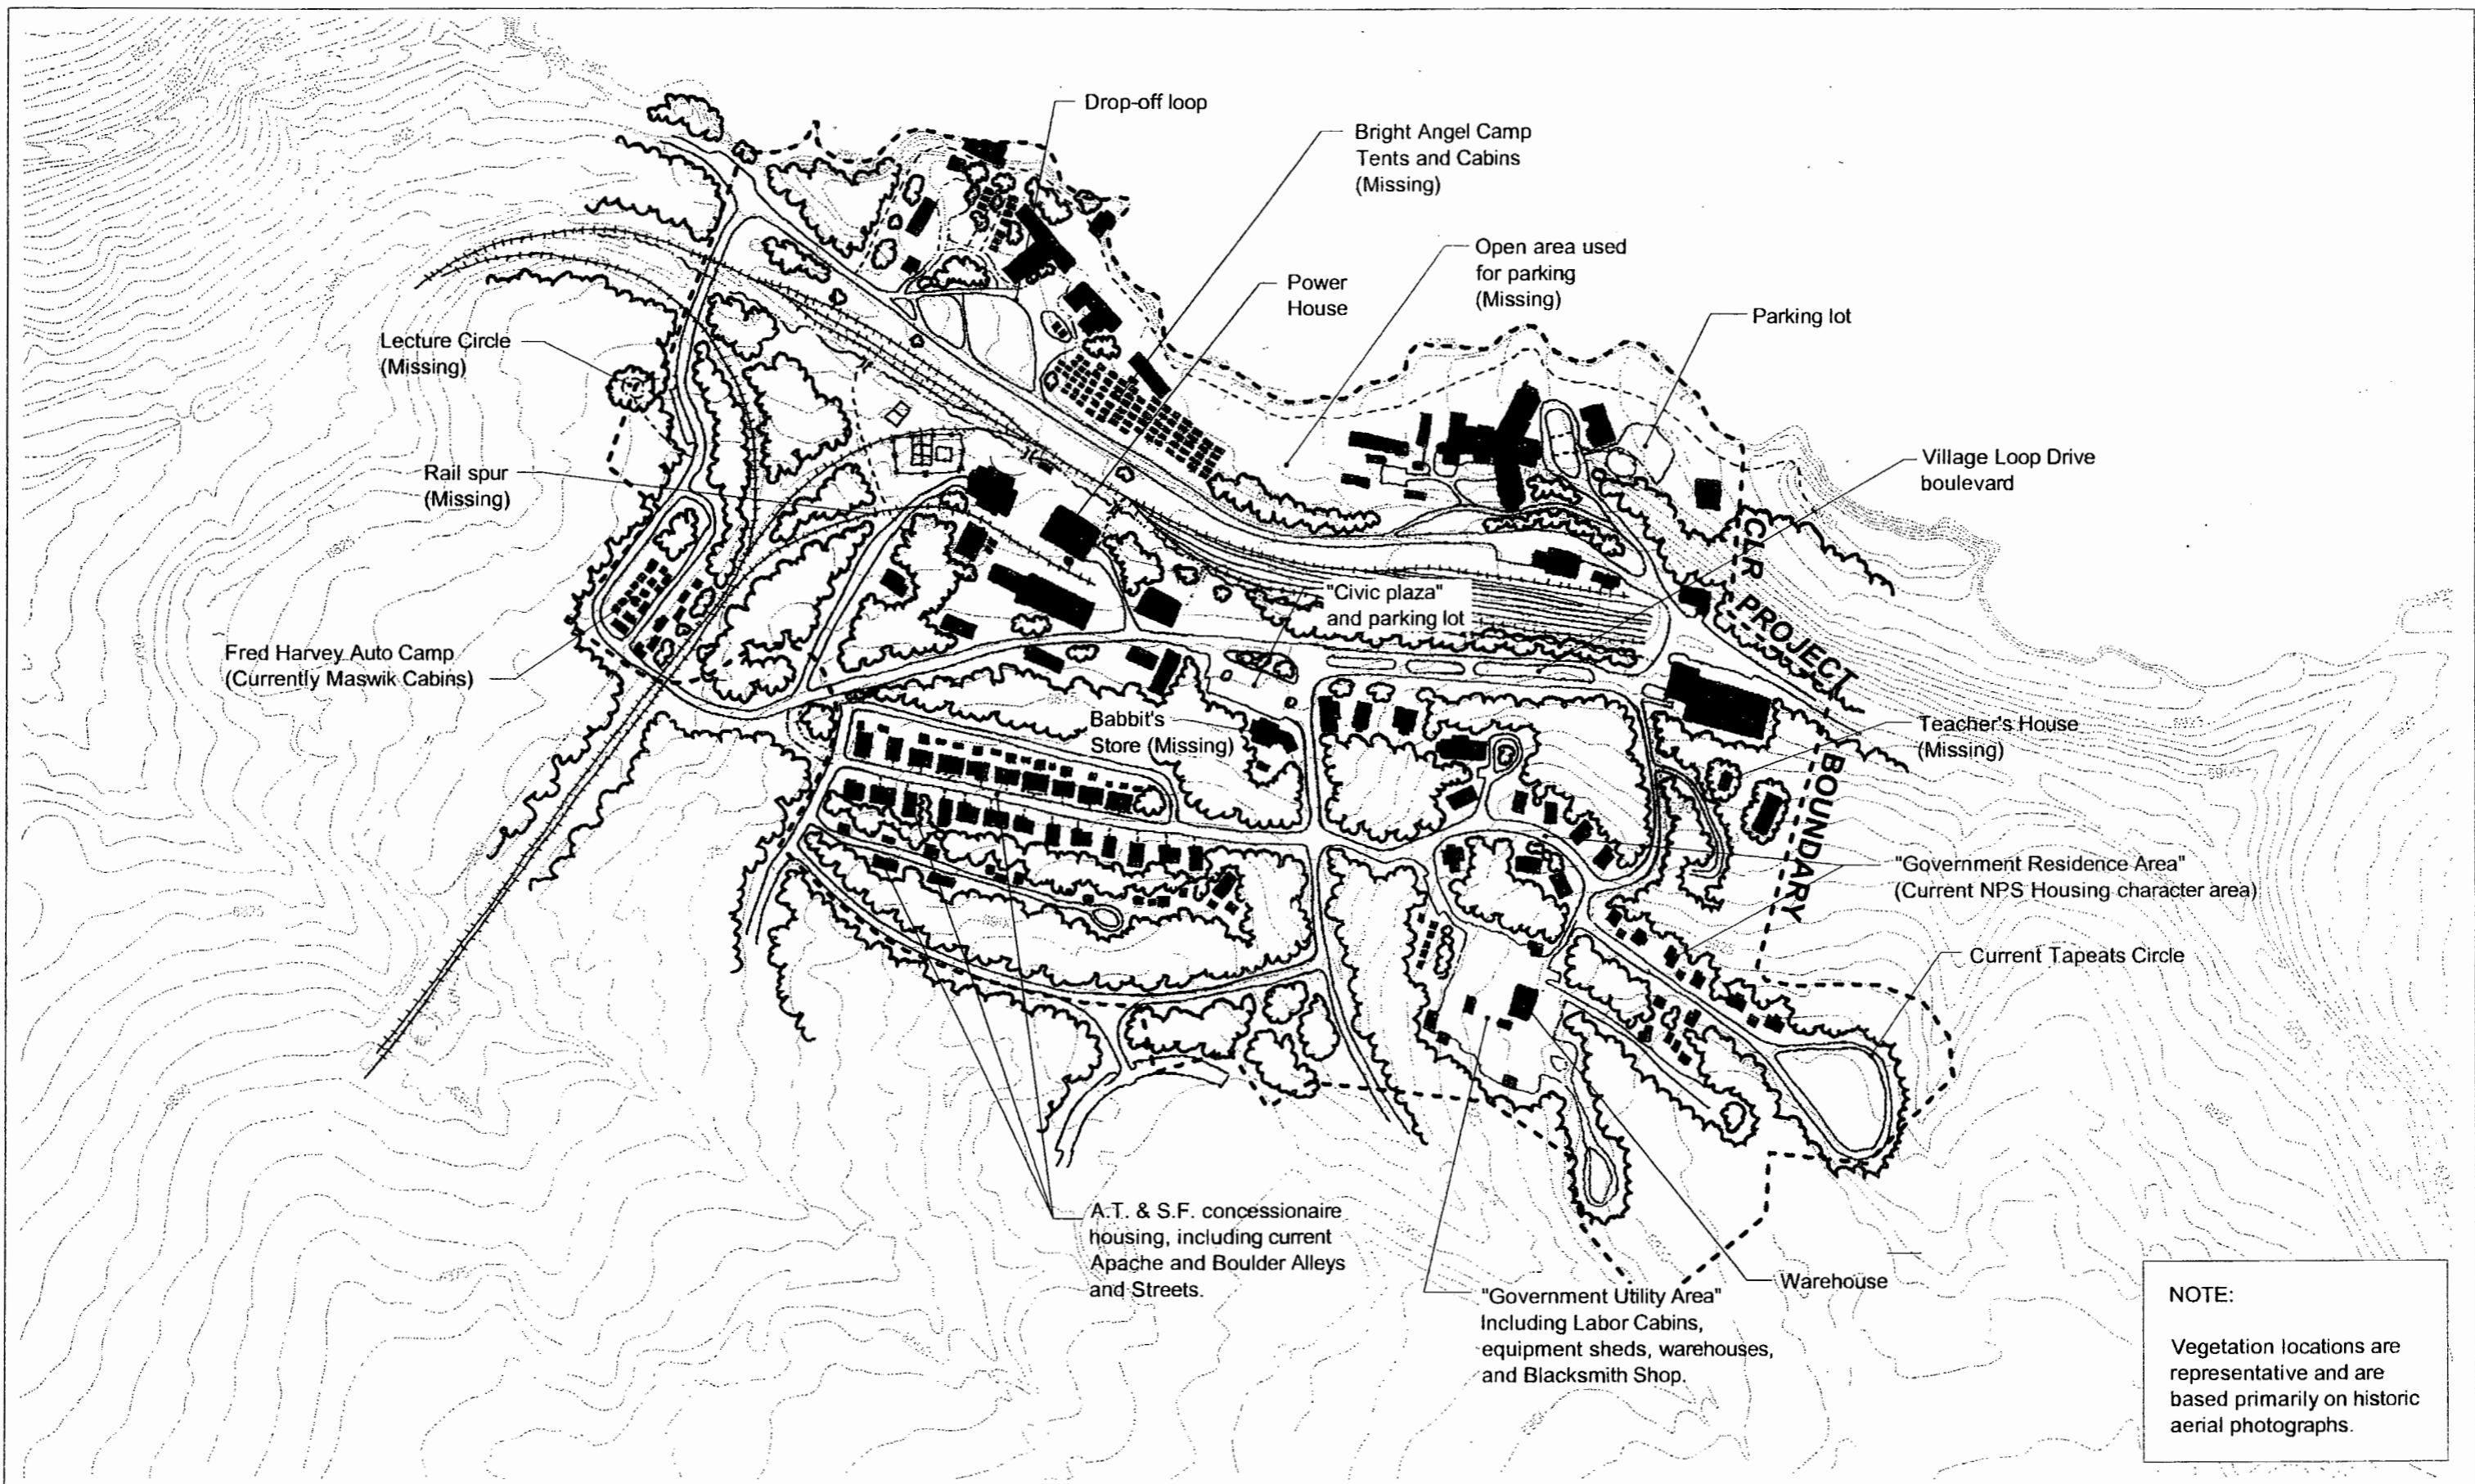 Drop-off loop
Bright Angel Camp
Tents and Cabins
(Missing)
Open area used
for parking
(Missing)
Power
House
Parking lot
Lecture Circle
(Missing)
Village Loop Drive
boulevard
Rail spur
(Missing)
CLR PROJECT BOUNDARY
"Civic plaza"
and parking lot
Fred Harvey Auto Camp
(Currently Maswik Cabins)
Babbit's
Store (Missing)
Teacher's House
(Missing)
"Government Residence Area"
(Current NPS Housing character area)
Current Tapeats Circle
A.T. & S.F. concessionaire
housing, including current
Apache and Boulder Alleys
and Streets.
"Government Utility Area"
Including Labor Cabins,
equipment sheds, warehouses,
and Blacksmith Shop.
Warehouse
NOTE:
Vegetation locations are
representative and are
based primarily on historic
aerial photographs.